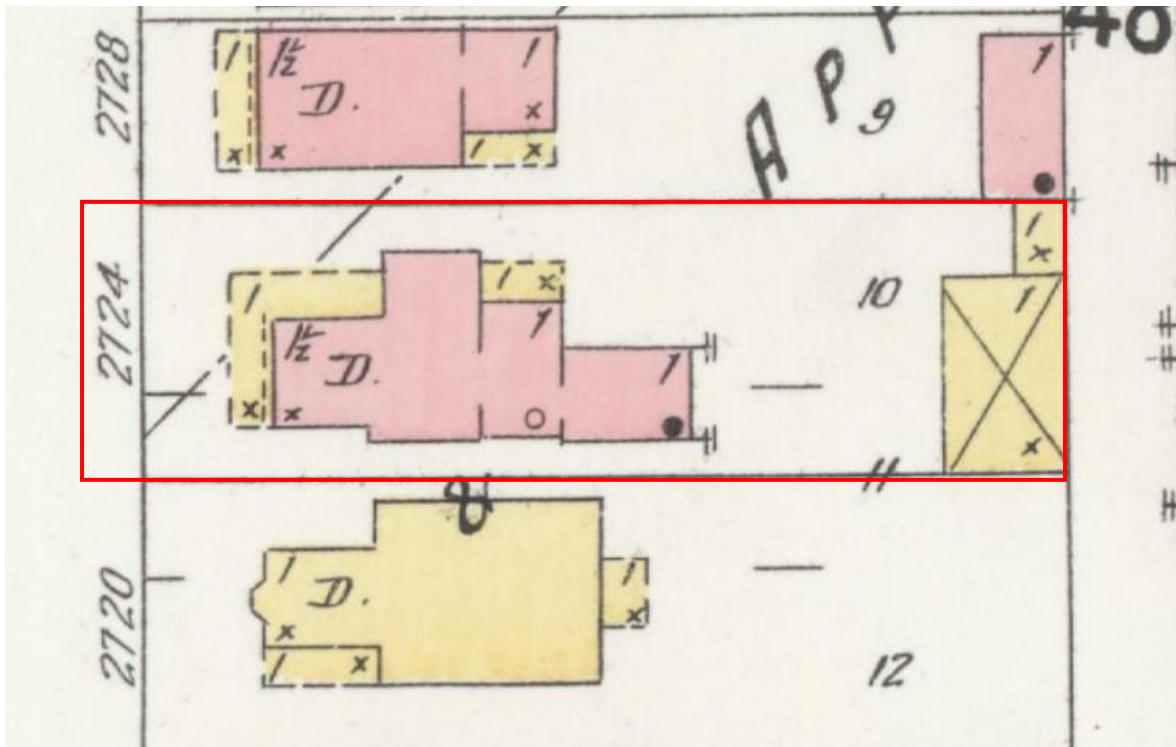 40
1 1½ 1 P 1
2728 D. A P 9
x x x
1 x
1
1 x 10 x
2724 1 1 1
1½ D. 1
x x
x
11
8
1 D. 1
2720 x x
1 x 12